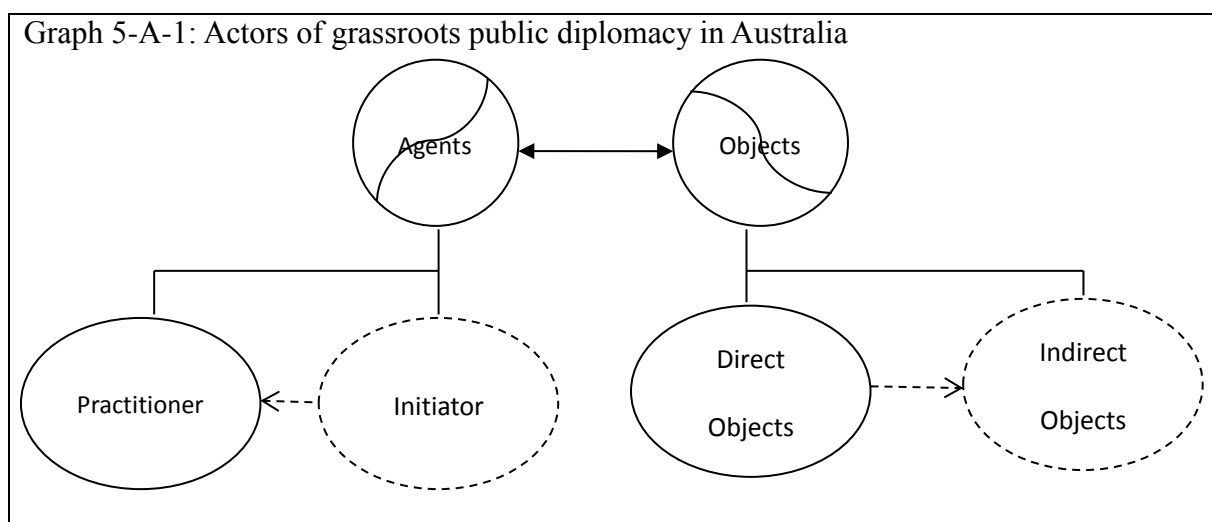 Graph 5-A-1: Actors of grassroots public diplomacy in Australia
Agents
Objects
Practitioner
Initiator
Direct
Objects
Indirect
Objects